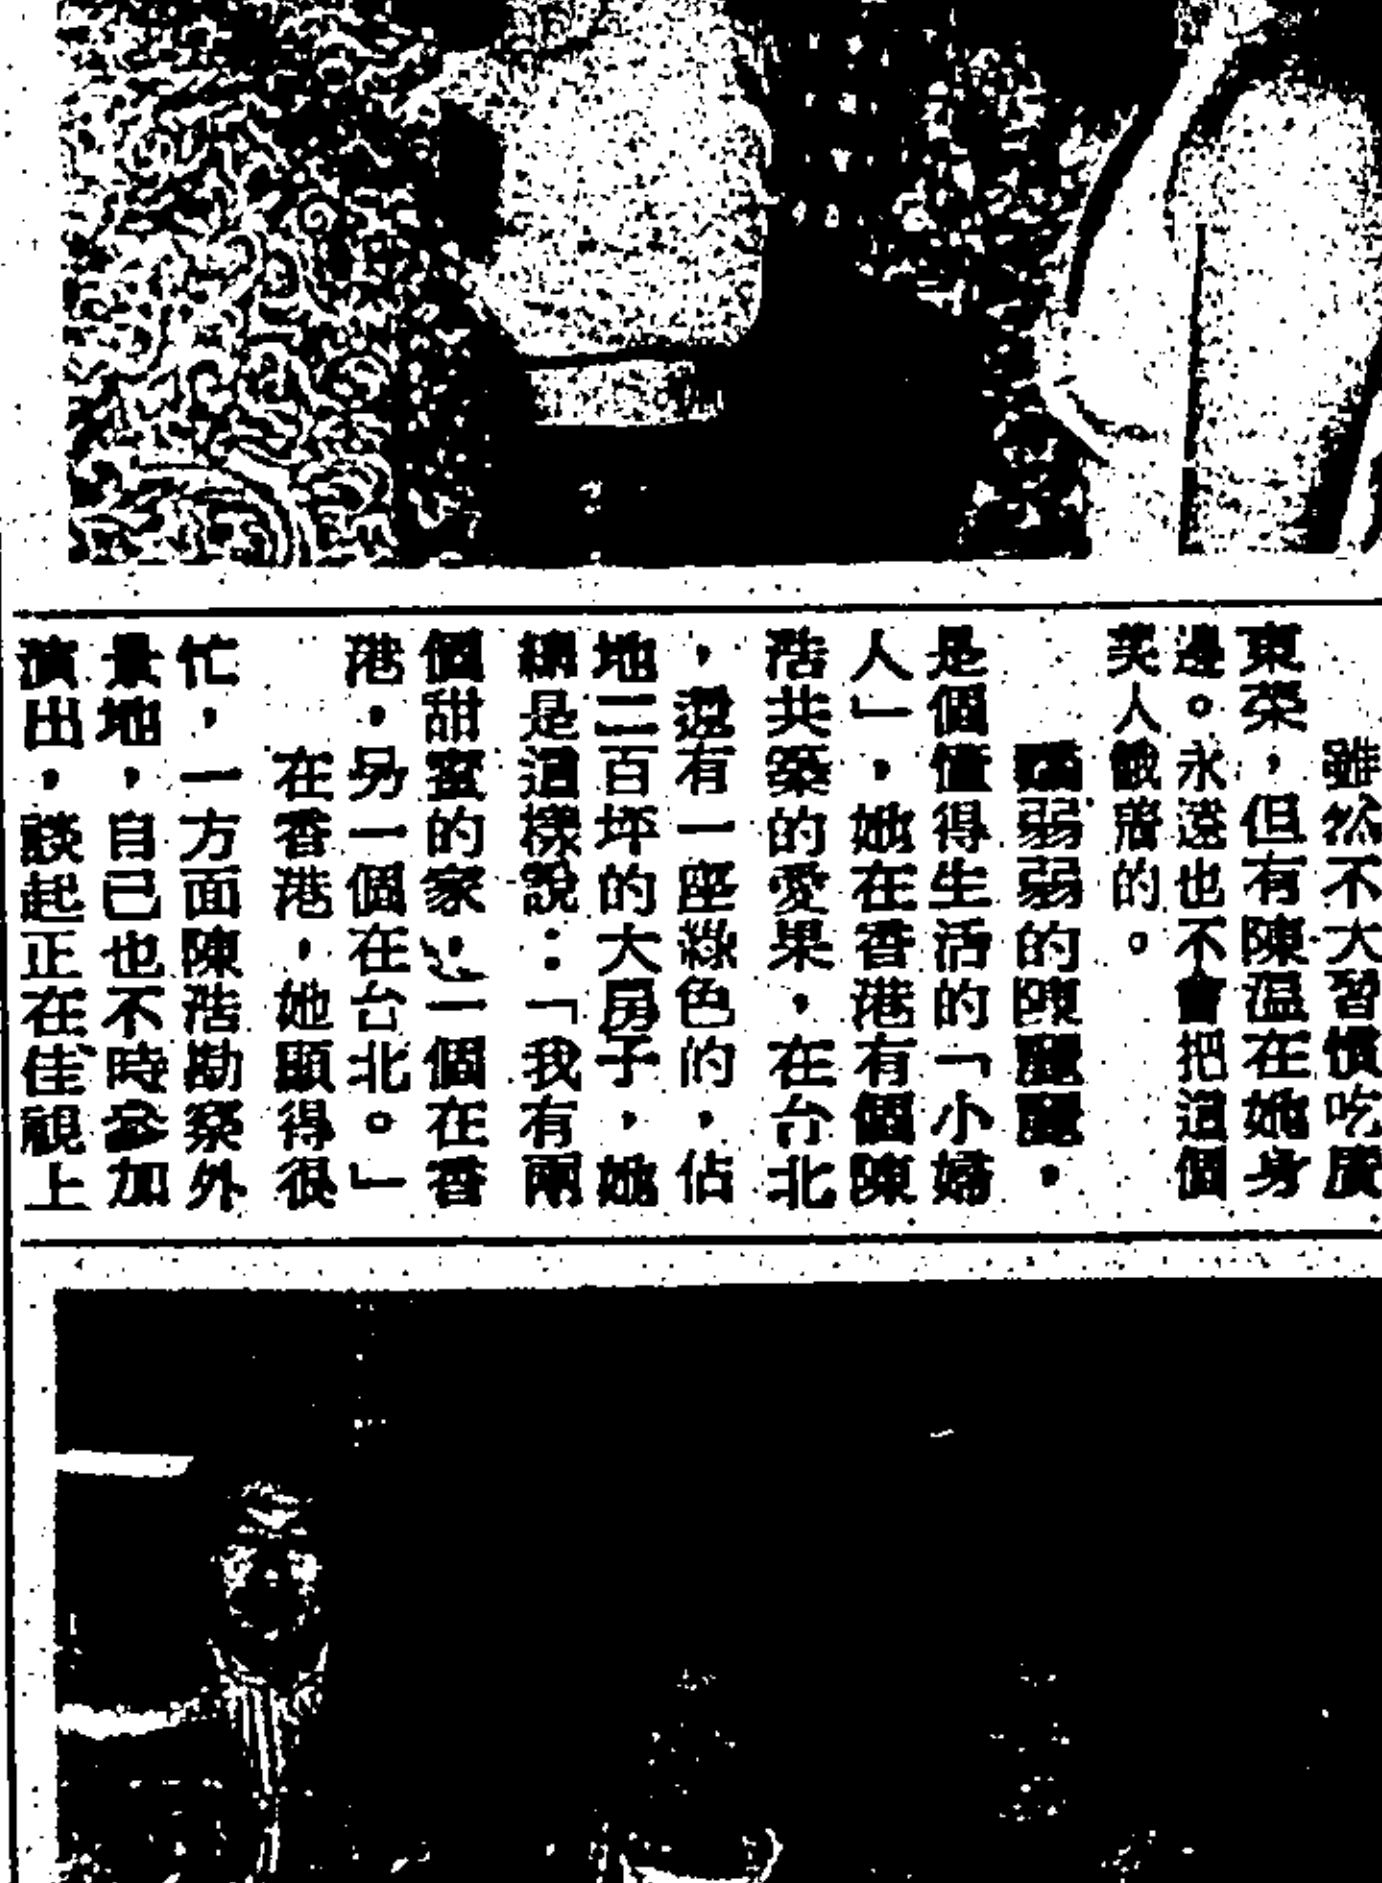 雖然不大習慣吃廣
東菜，但有陳溫在她身
邊。永遠也不會把這個
美人餓着的。
嬌弱弱的陳麗麗，
是個懂得生活的「小婦
人」，她在香港有個陳
浩共築的愛巢，在台北
，還有一座綠色的，佔
地二百坪的大房子，她
總是這樣說：「我有兩
個甜蜜的家，一個在香
港，另一個在台北。」
在香港，她顯得很
忙，一方面陳浩勘察外
景地，自己也不時參加
演出，談起正在佳視上